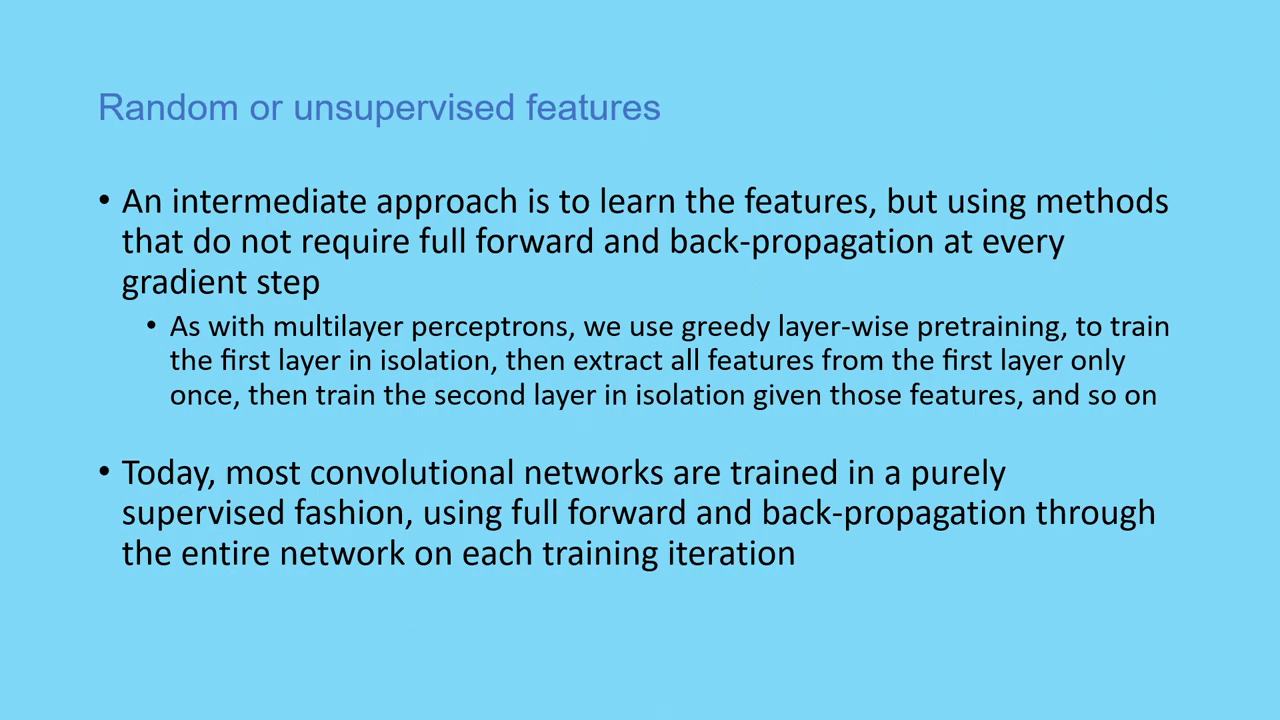 Random or unsupervised features
• An intermediate approach is to learn the features, but using methods
that do not require full forward and back-propagation at every
gradient step
• As with multilayer perceptrons, we use greedy layer-wise pretraining, to train
the first layer in isolation, then extract all features from the first layer only
once, then train the second layer in isolation given those features, and so on
• Today, most convolutional networks are trained in a purely
supervised fashion, using full forward and back-propagation through
the entire network on each training iteration